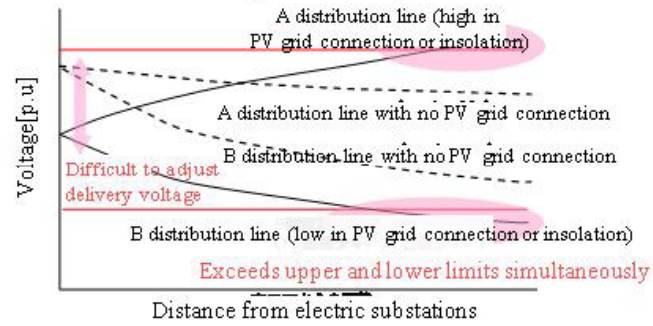 A distribution line (high in
PV grid connection or insolation)
A distribution line with no PV grid connection
B distribution line with no PV grid connection
Voltage[p.u]
Difficult to adjust
delivery voltage
B distribution line (low in PV grid connection or insolation)
Exceeds upper and lower limits simultaneously
Distance from electric substations